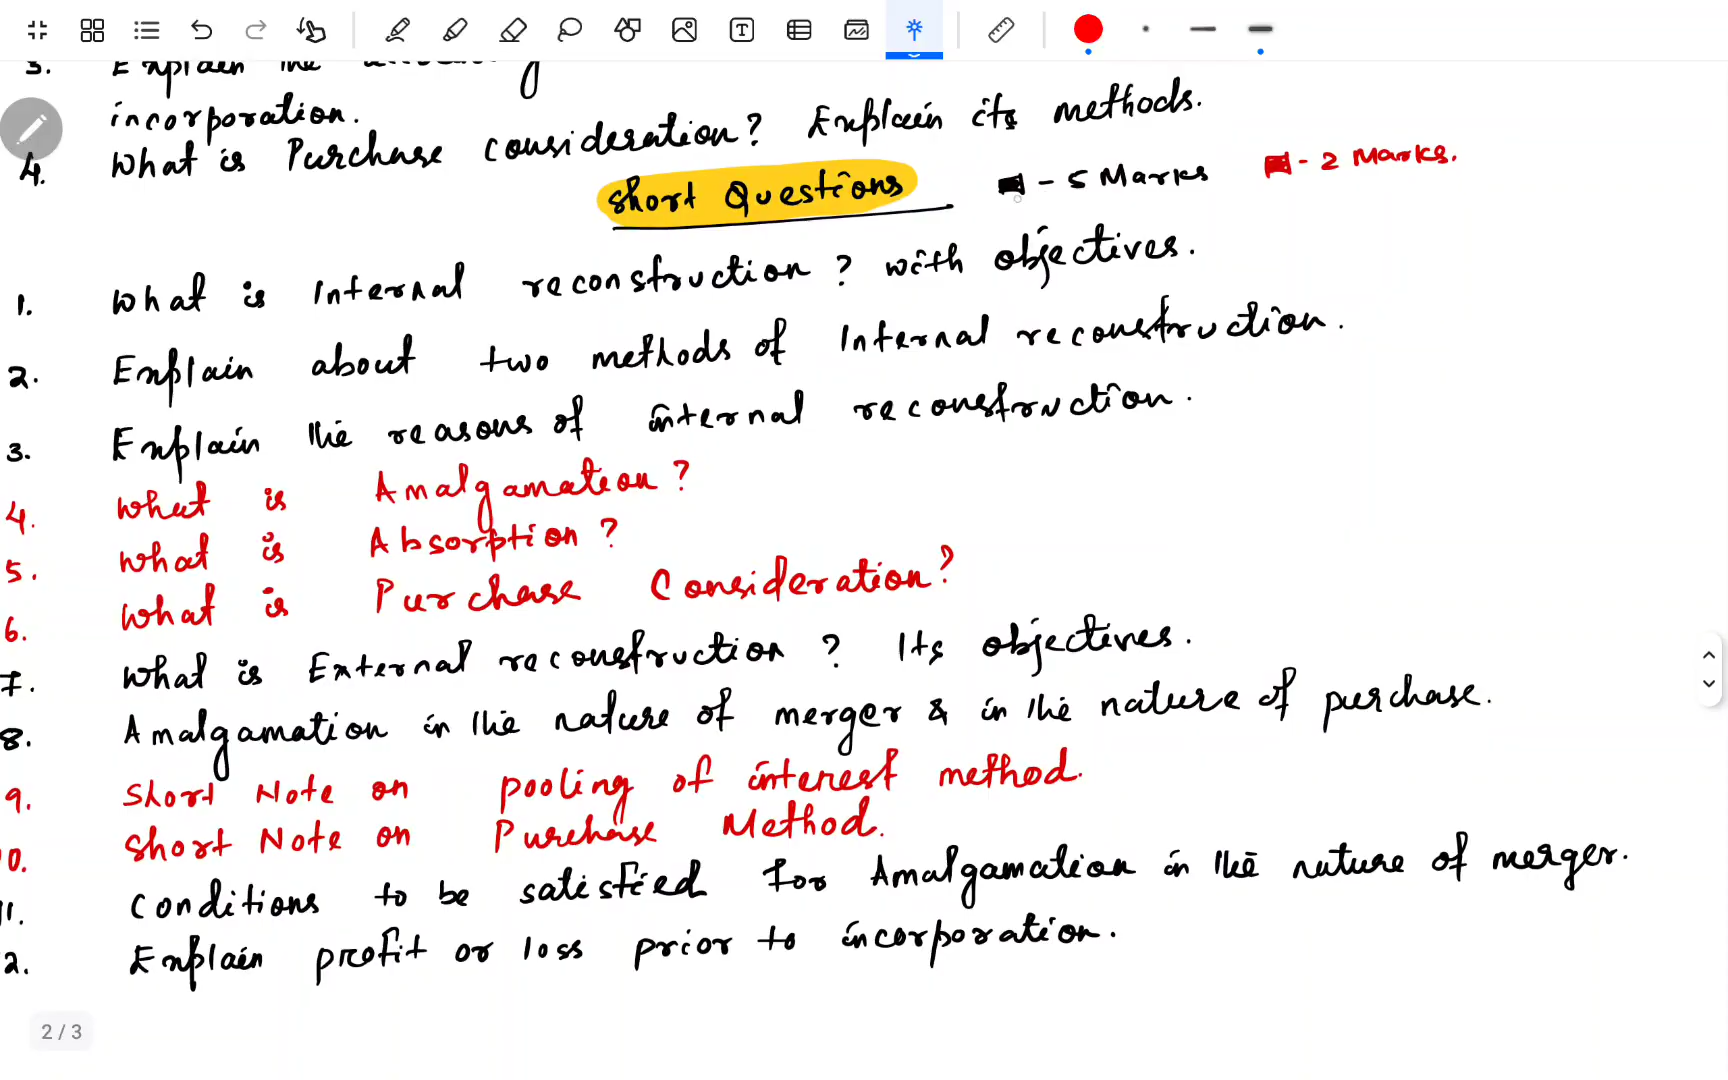 3. Explain the
incorporation.
4. What is Purchase consideration? Explain its methods.
Short Questions - 5 Marks - 2 Marks.
1. What is Internal reconstruction? with objectives.
2. Explain about two methods of Internal reconstruction.
3. Explain the reasons of internal reconstruction.
4. What is Amalgamation?
5. What is Absorption?
6. What is Purchase Consideration?
7. What is External reconstruction? Its objectives.
8. Amalgamation in the nature of merger & in the nature of purchase.
9. Short Note on pooling of interest method.
0. Short Note on Purchase Method.
11. Conditions to be satisfied for Amalgamation in the nature of merger.
2. Explain profit or loss prior to incorporation.
2 / 3